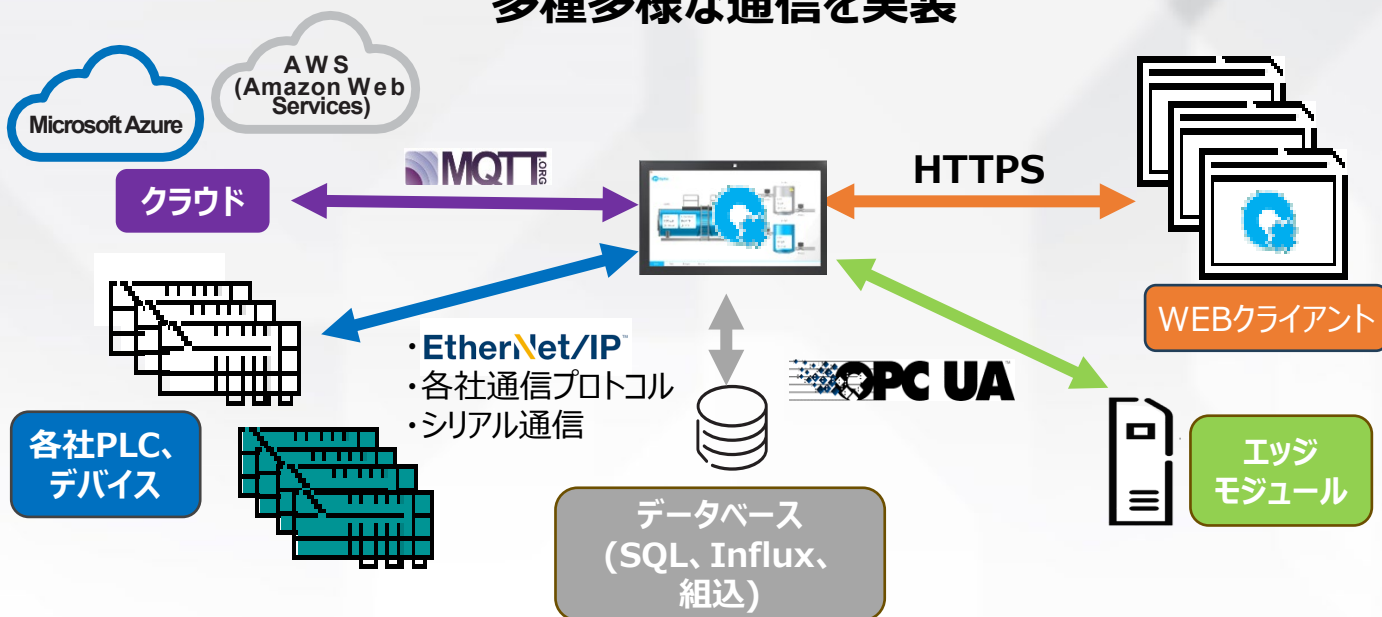 多種多様な通信を実装
AWS
(Amazon Web
Services)
Microsoft Azure
クラウド
MQTT.ORG
HTTPS
WEBクライアント
・EtherNet/IP™
・各社通信プロトコル
・シリアル通信
OPC UA
各社PLC、
デバイス
エッジ
モジュール
データベース
(SQL、Influx、
組込)